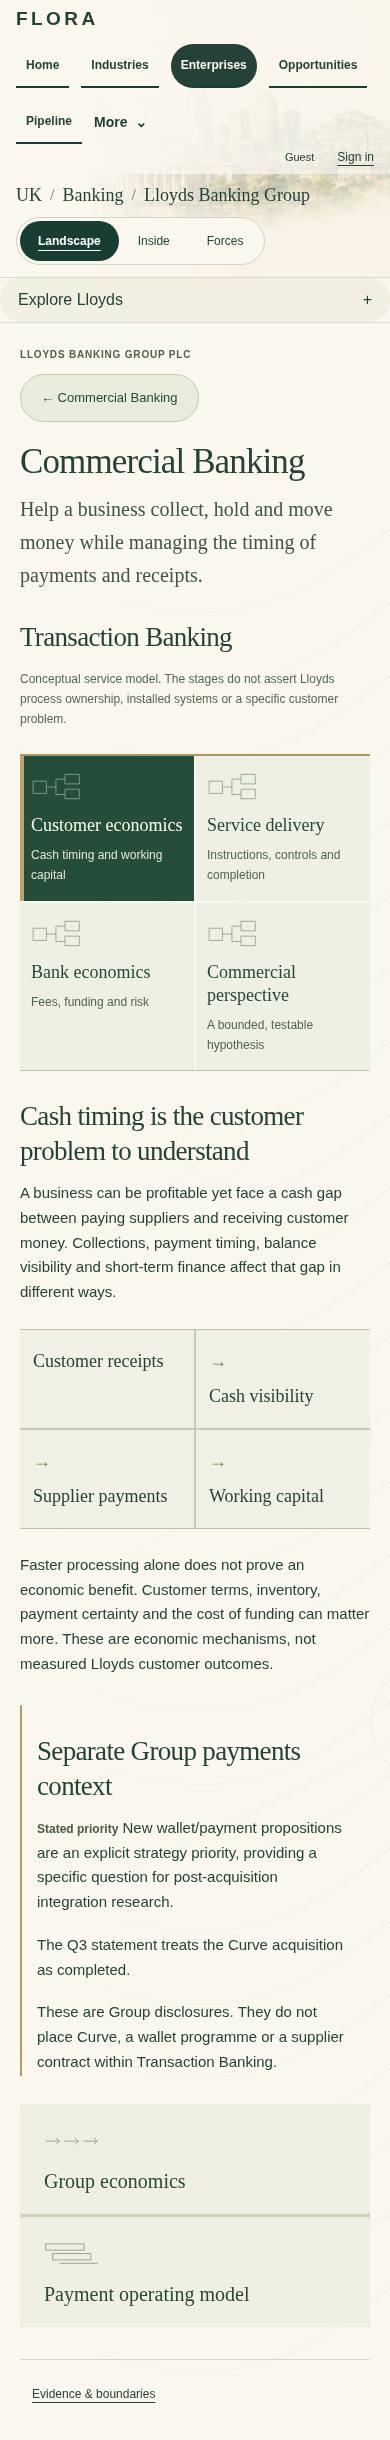 FLORA
Home Industries Enterprises Opportunities
Pipeline More ⌄
Guest Sign in
UK / Banking / Lloyds Banking Group
Landscape Inside Forces
Explore Lloyds +
LLOYDS BANKING GROUP PLC
← Commercial Banking
Commercial Banking
Help a business collect, hold and move
money while managing the timing of
payments and receipts.
Transaction Banking
Conceptual service model. The stages do not assert Lloyds
process ownership, installed systems or a specific customer
problem.
Customer economics
Cash timing and working
capital
Service delivery
Instructions, controls and
completion
Bank economics
Fees, funding and risk
Commercial
perspective
A bounded, testable
hypothesis
Cash timing is the customer
problem to understand
A business can be profitable yet face a cash gap
between paying suppliers and receiving customer
money. Collections, payment timing, balance
visibility and short-term finance affect that gap in
different ways.
Customer receipts
→
Cash visibility
→
Supplier payments
→
Working capital
Faster processing alone does not prove an
economic benefit. Customer terms, inventory,
payment certainty and the cost of funding can matter
more. These are economic mechanisms, not
measured Lloyds customer outcomes.
Separate Group payments
context
Stated priority New wallet/payment propositions
are an explicit strategy priority, providing a
specific question for post-acquisition
integration research.
The Q3 statement treats the Curve acquisition
as completed.
These are Group disclosures. They do not
place Curve, a wallet programme or a supplier
contract within Transaction Banking.
Group economics
Payment operating model
Evidence & boundaries